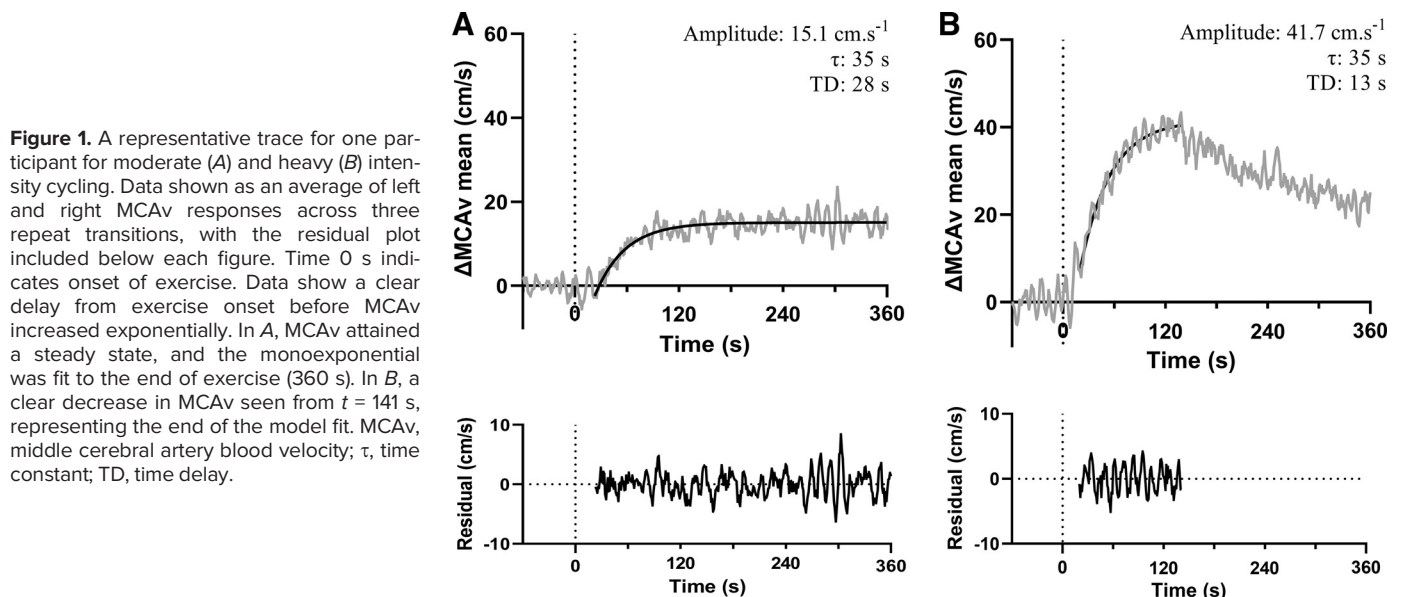 Figure 1. A representative trace for one par-
ticipant for moderate (A) and heavy (B) inten-
sity cycling. Data shown as an average of left
and right MCAv responses across three
repeat transitions, with the residual plot
included below each figure. Time 0 s indi-
cates onset of exercise. Data show a clear
delay from exercise onset before MCAv
increased exponentially. In A, MCAv attained
a steady state, and the monoexponential
was fit to the end of exercise (360 s). In B, a
clear decrease in MCAv seen from t = 141 s,
representing the end of the model fit. MCAv,
middle cerebral artery blood velocity; τ, time
constant; TD, time delay.
A
Amplitude: 15.1 cm.s⁻¹
τ: 35 s
TD: 28 s
ΔMCAv mean (cm/s)
60
40
20
0
0
120
240
360
Time (s)
Residual (cm/s)
10
0
-10
0
120
240
360
Time (s)
B
Amplitude: 41.7 cm.s⁻¹
τ: 35 s
TD: 13 s
ΔMCAv mean (cm/s)
60
40
20
0
0
120
240
360
Time (s)
Residual (cm/s)
10
0
-10
0
120
240
360
Time (s)